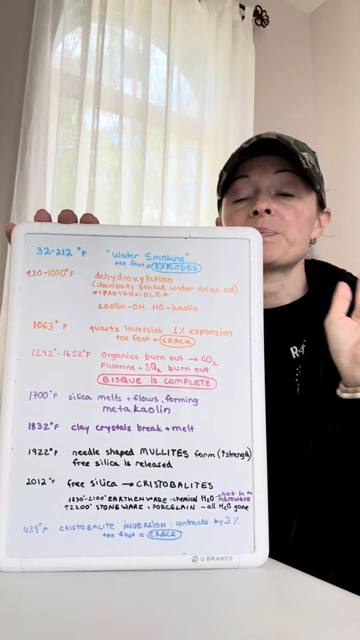 32-212 °F "Water Smoking"
too fast = EXPLODES
930-1050°F dehydroxylation
(chemically bonded water driven out)
*IRREVERSIBLE*
kaolin-OH HO-kaolin
1063°F quartz inversion 1% expansion
too fast = CRACK
1292°-1652°F Organics burn out → CO2
Fluorine + SO2 burn out
BISQUE IS COMPLETE
1700°F silica melts + flows, forming
metakaolin
1832°F clay crystals break + melt
1922°F needle shaped MULLITES form (↑strength)
free silica is released
2012°F free silica → CRISTOBALITES
1830°-2100° EARTHENWARE - chemical H2O → not in microwave
↑2200° STONEWARE + PORCELAIN → all H2O gone
439°F CRISTOBALITE INVERSION: contracts by 3%
too fast = CRACK
U BRANDS